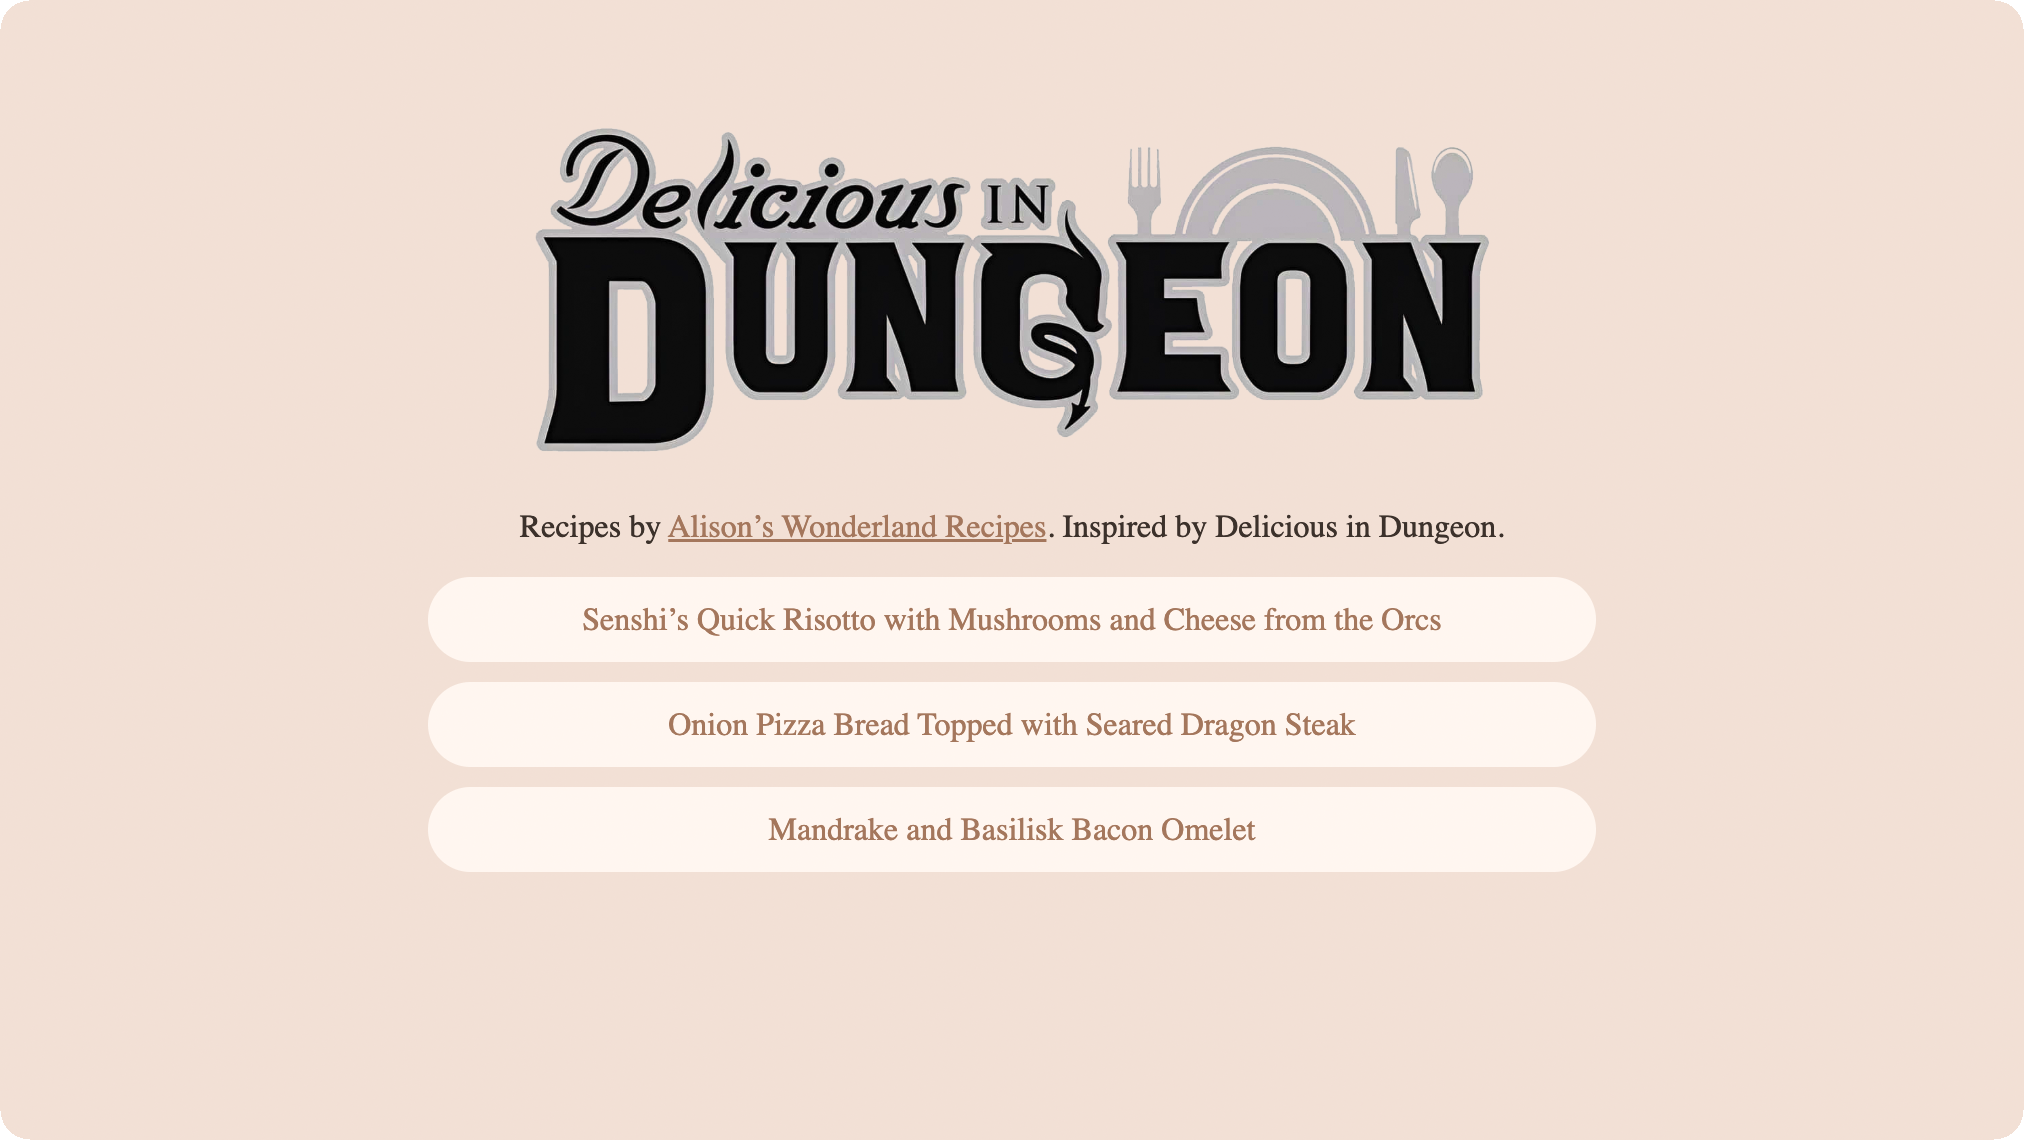 Delicious IN
DUNGEON
Recipes by Alison’s Wonderland Recipes. Inspired by Delicious in Dungeon.
Senshi’s Quick Risotto with Mushrooms and Cheese from the Orcs
Onion Pizza Bread Topped with Seared Dragon Steak
Mandrake and Basilisk Bacon Omelet